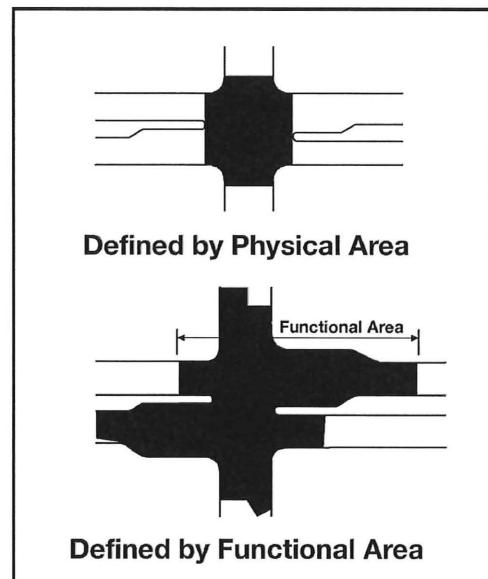 Defined by Physical Area
Functional Area
Defined by Functional Area